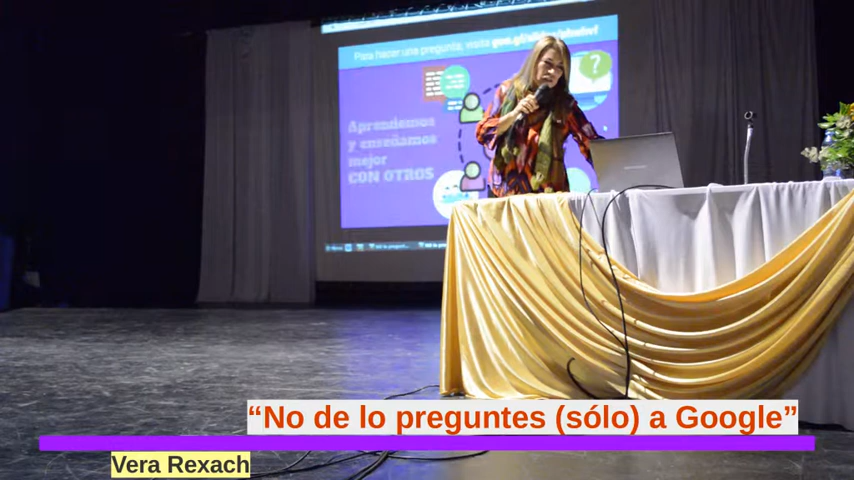 Para hacer una pregunta, visita
Aprendemos
y enseñamos
mejor
CON OTROS
?
“No de lo preguntes (sólo) a Google”
Vera Rexach